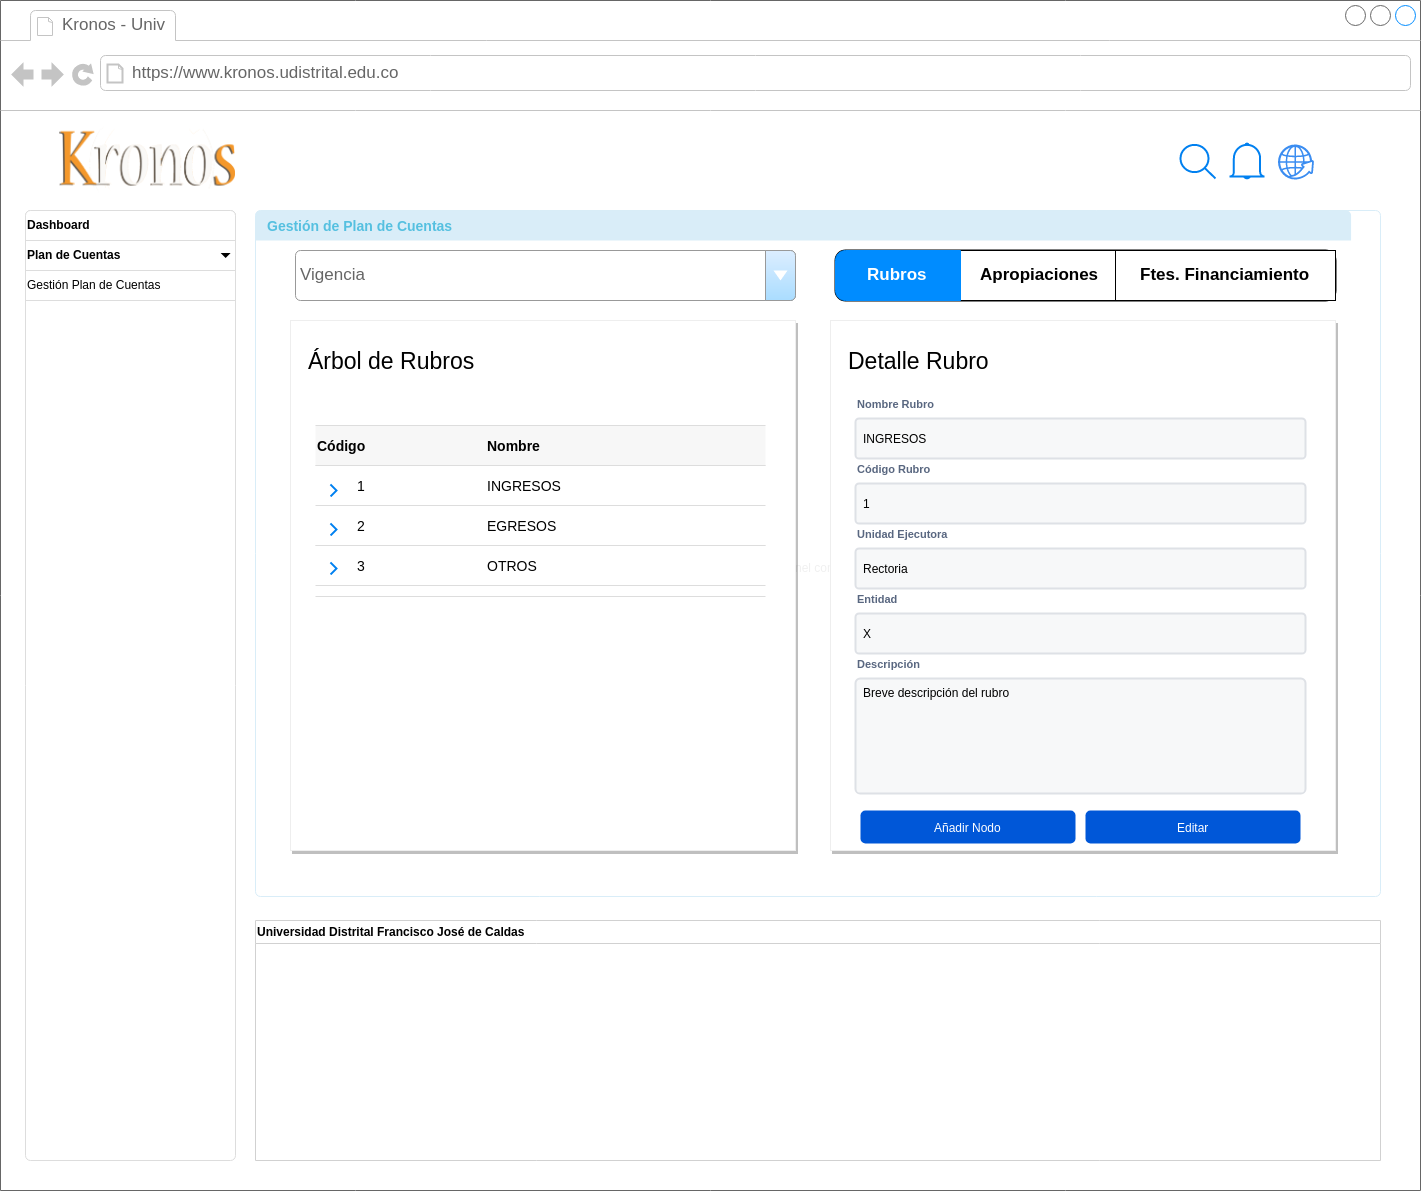 Kronos - Univ
https://www.kronos.udistrital.edu.co
Kronos
Dashboard
Plan de Cuentas
Gestión Plan de Cuentas
Gestión de Plan de Cuentas
Vigencia
Rubros Apropiaciones Ftes. Financiamiento
Árbol de Rubros
Código Nombre
1 INGRESOS
2 EGRESOS
3 OTROS
Detalle Rubro
Nombre Rubro
INGRESOS
Código Rubro
1
Unidad Ejecutora
Rectoria
Entidad
X
Descripción
Breve descripción del rubro
Añadir Nodo Editar
Universidad Distrital Francisco José de Caldas